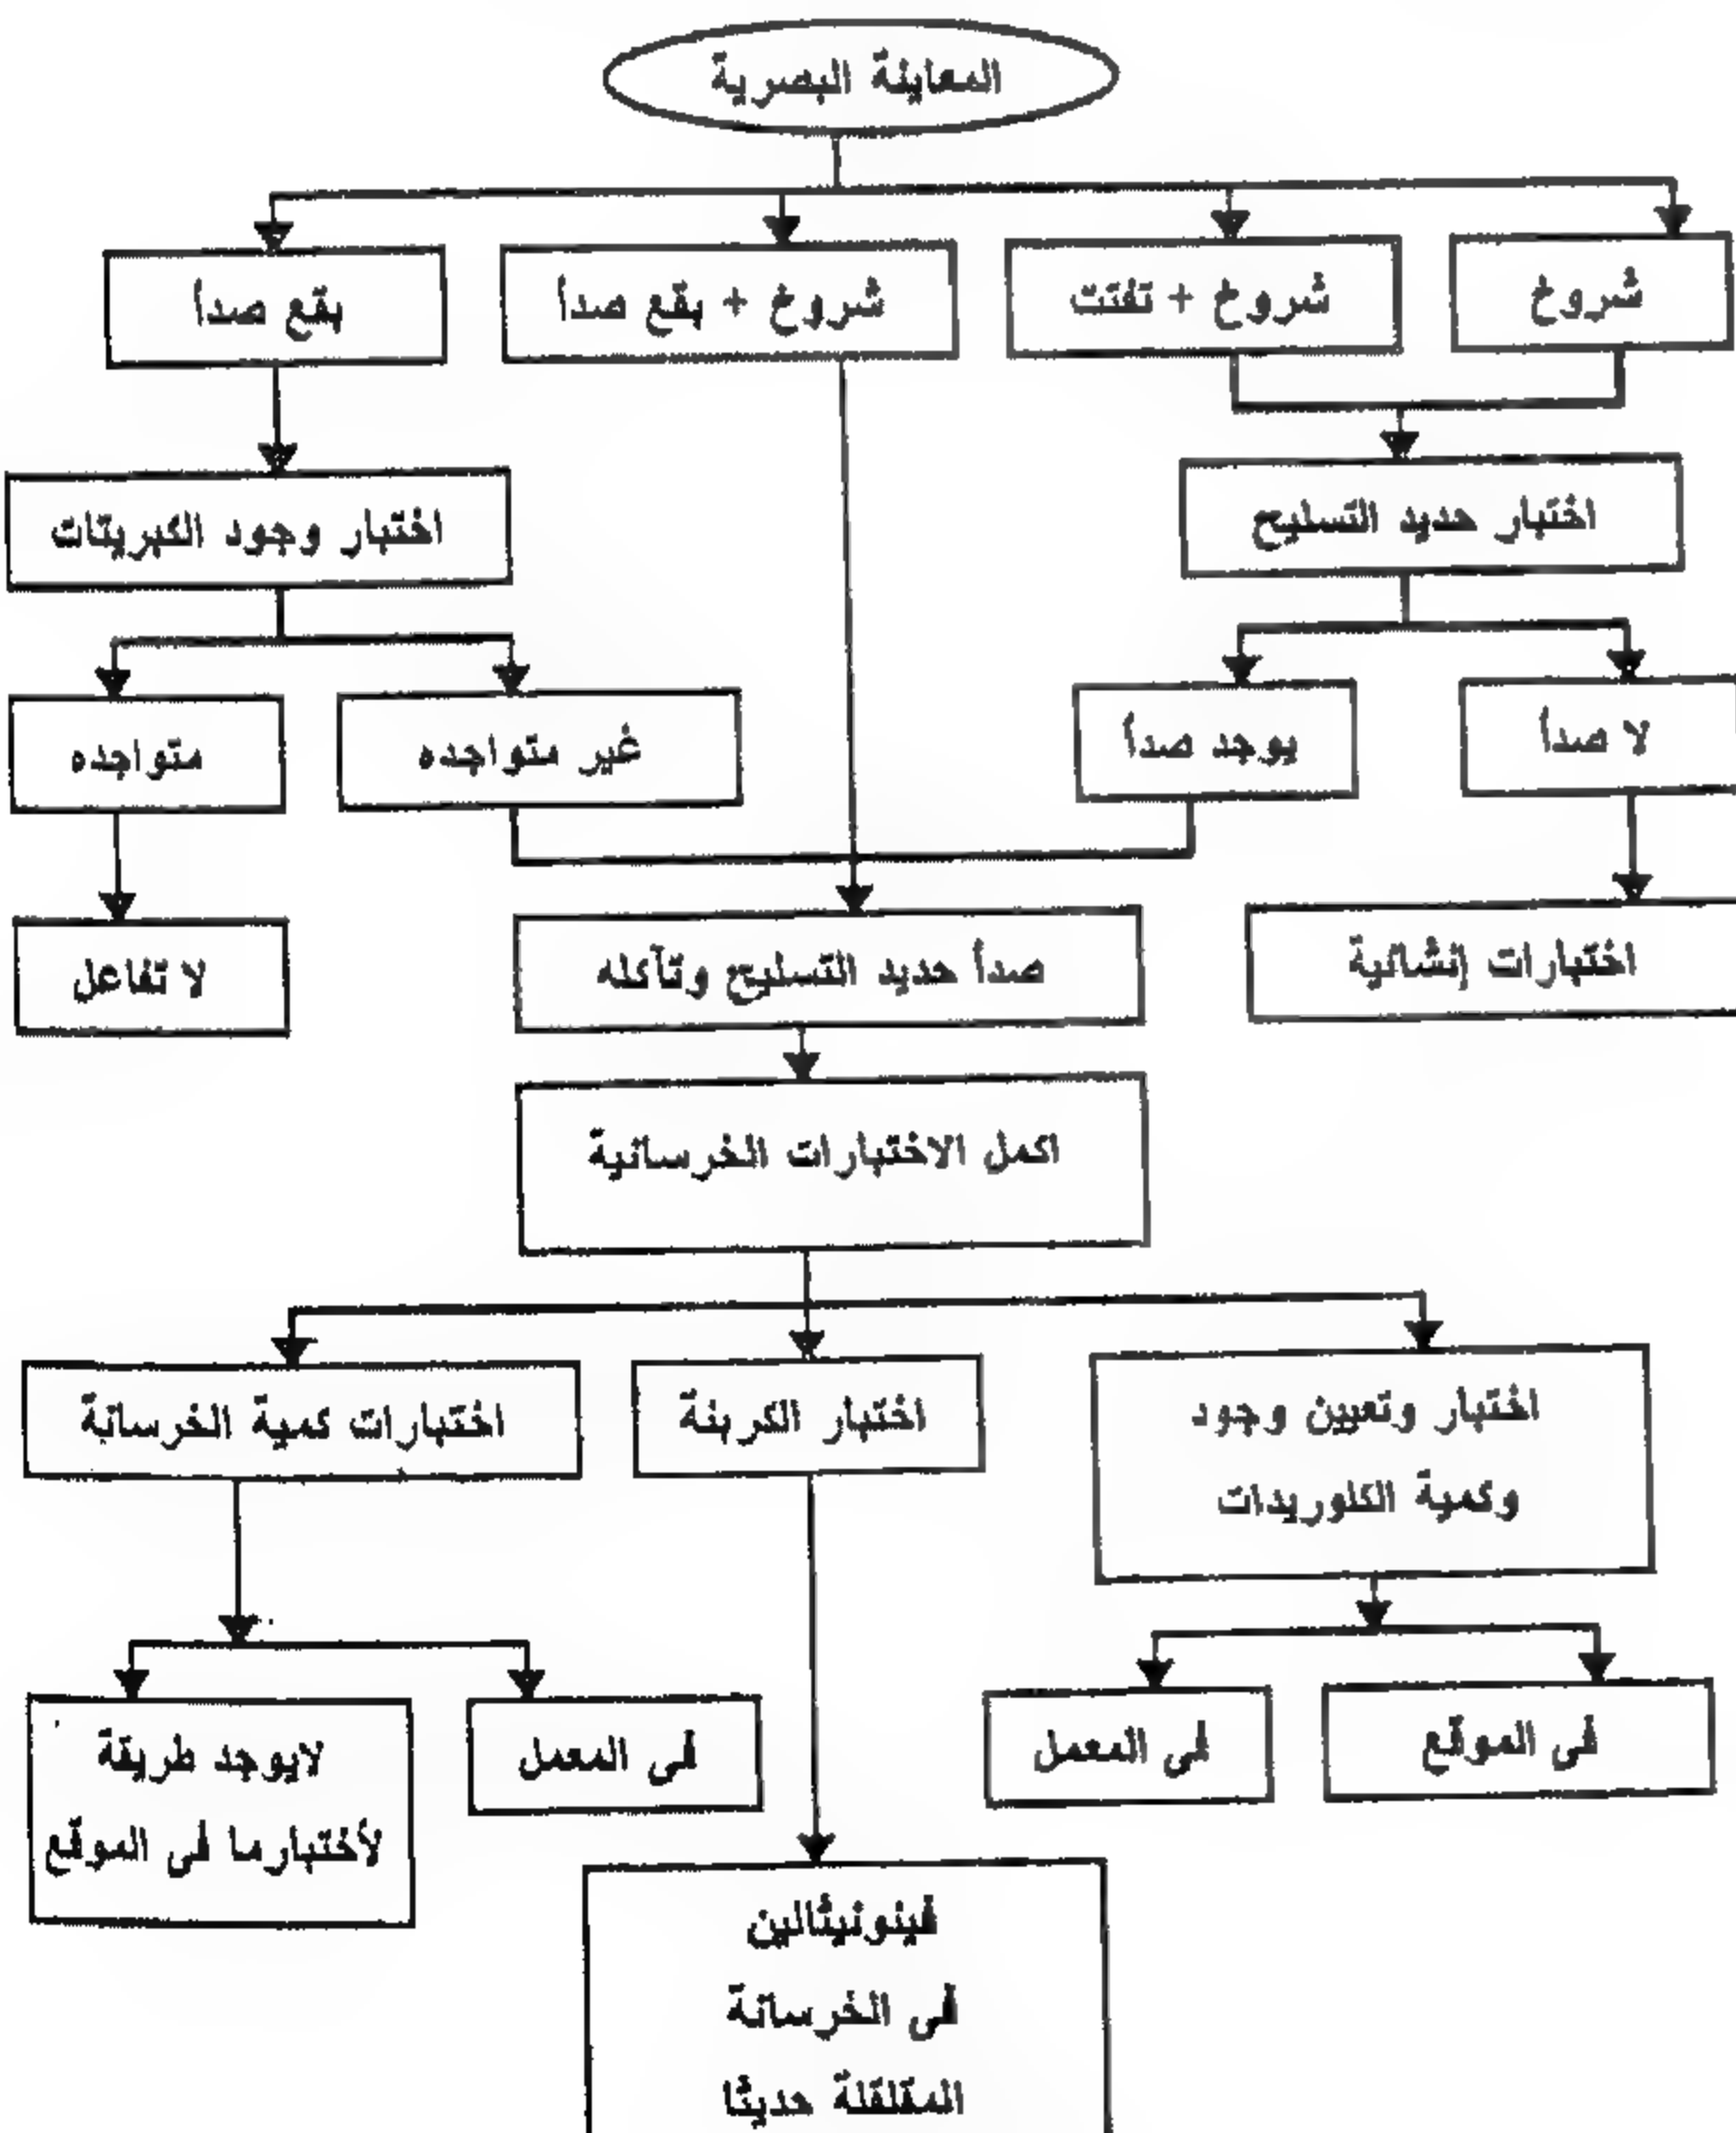 المعاينة البصرية
شروخ
شروخ + تفتت
شروخ + بقع صدأ
بقع صدأ
اختبار حديد التسليح
اختبار وجود الكبريتات
لا صدأ
يوجد صدأ
غير متواجده
متواجده
اختبارات إنشائية
صدأ حديد التسليح وتآكله
لا تفاعل
اكمل الاختبارات الخرسانية
اختبار وتعيين وجود
وكمية الكلوريدات
اختبار الكربنة
اختبارات كمية الخرسانة
فى الموقع
فى المعمل
فى المعمل
لايوجد طريقة
لأختبارما فى الموقع
فينونيثالين
فى الخرسانة
المقلقلة حديثا